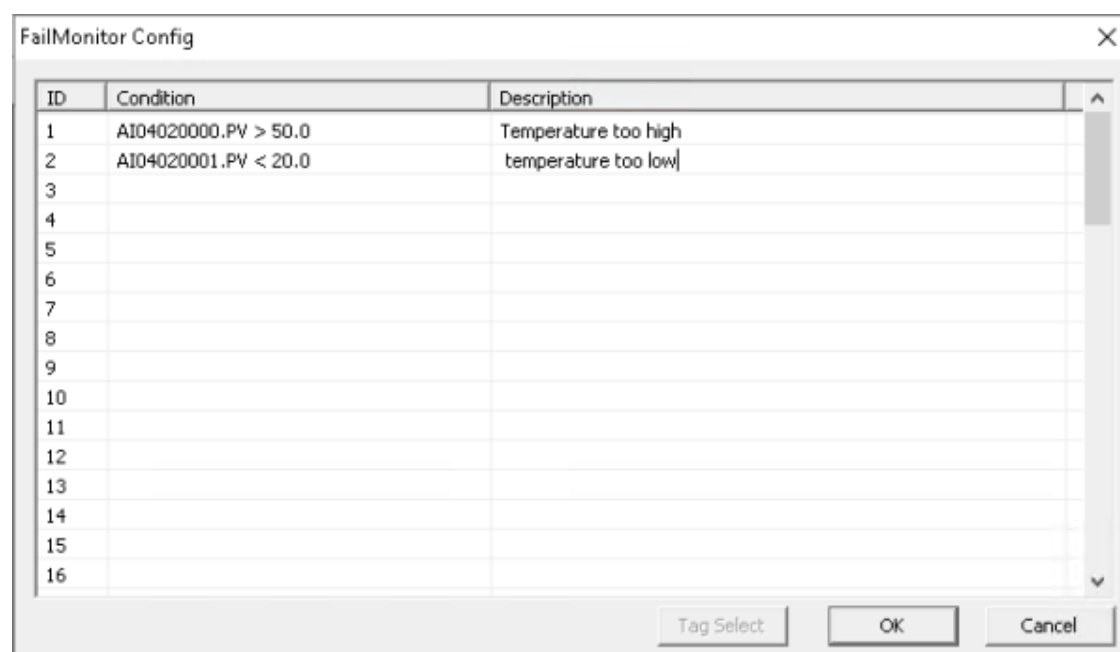 FailMonitor Config
ID Condition Description
1 AI04020000.PV > 50.0 Temperature too high
2 AI04020001.PV < 20.0 temperature too low
3
4
5
6
7
8
9
10
11
12
13
14
15
16
Tag Select OK Cancel